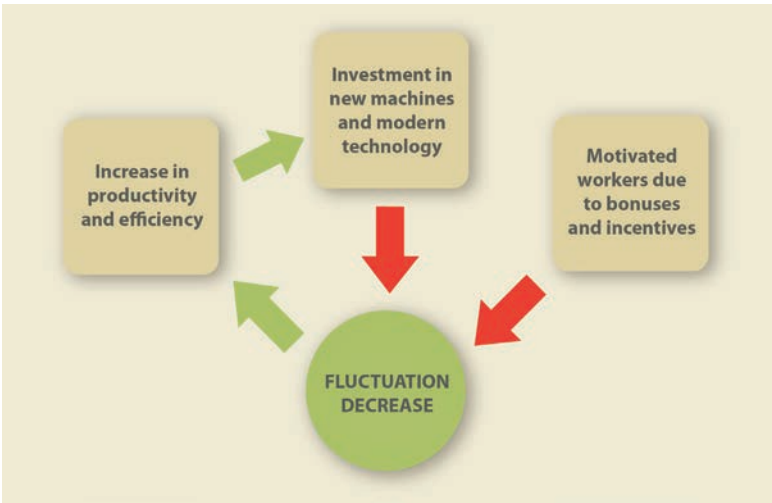 Investment in
new machines
and modern
technology
Increase in
productivity
and efficiency
Motivated
workers due
to bonuses
and incentives
FLUCTUATION
DECREASE